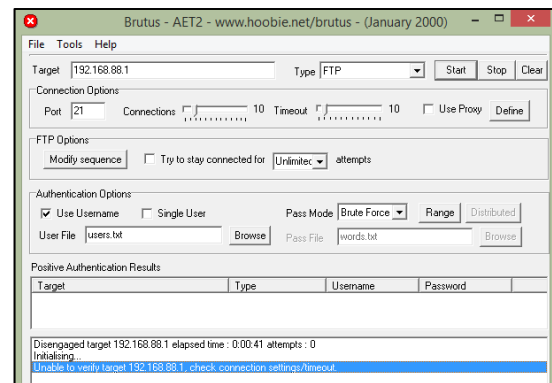 Brutus - AET2 - www.hoobie.net/brutus - (January 2000)
File Tools Help
Target 192.168.88.1 Type FTP Start Stop Clear
Connection Options
Port 21 Connections 10 Timeout 10 Use Proxy Define
FTP Options
Modify sequence Try to stay connected for Unlimitec attempts
Authentication Options
Use Username Single User Pass Mode Brute Force Range Distributed
User File users.txt Browse Pass File words.txt Browse
Positive Authentication Results
Target Type Username Password
Disengaged target 192.168.88.1 elapsed time : 0:00:41 attempts : 0
Initialising...
Unable to verify target 192.168.88.1, check connection settings/timeout.